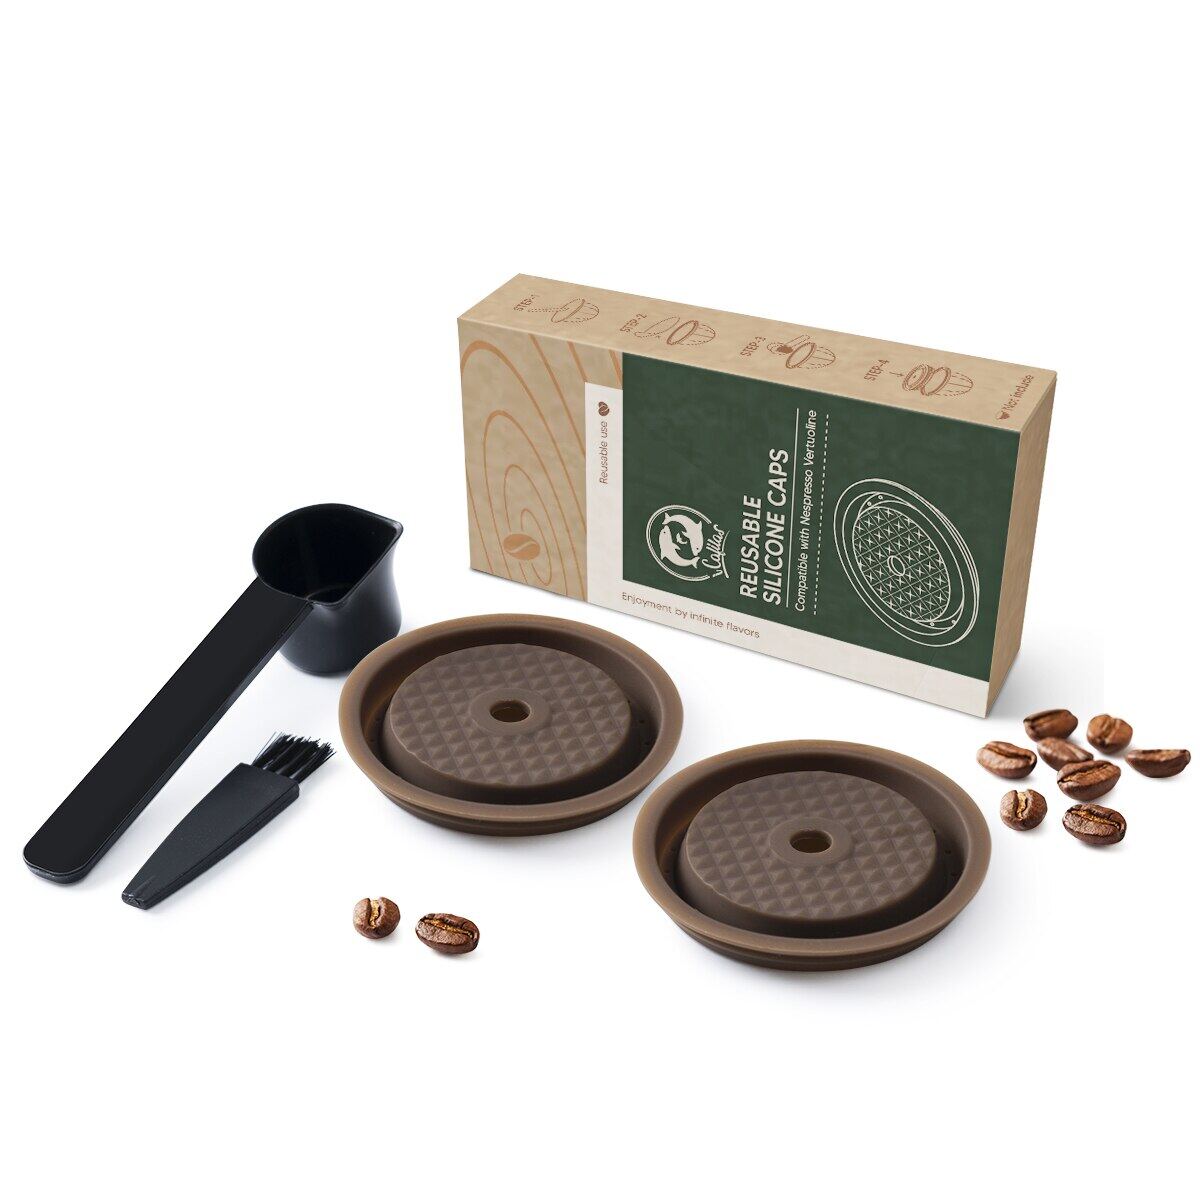 STEP-1
STEP-2
STEP-3
STEP-4
Not include
Reusable use
iCafilas
REUSABLE
SILICONE CAPS
Compatible with Nespresso Vertuoline
Enjoyment by infinite flavors